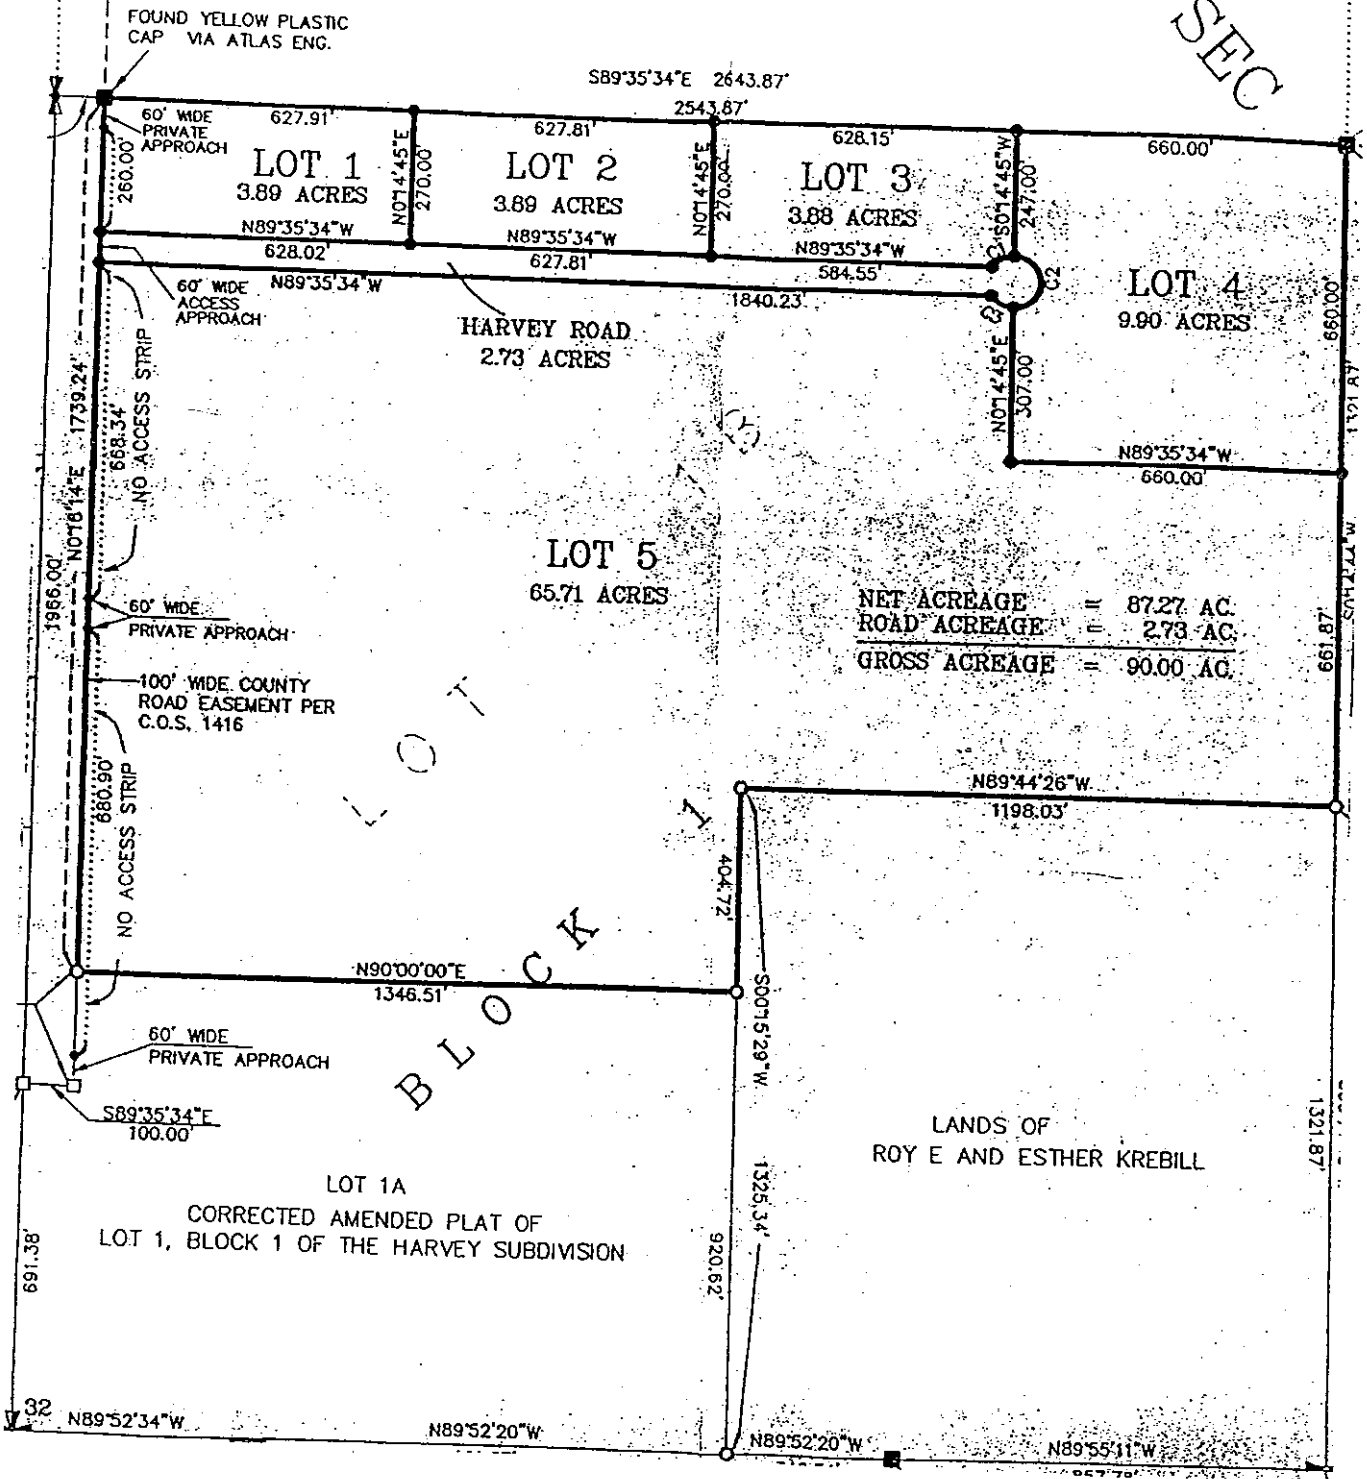 FOUND YELLOW PLASTIC
CAP VIA ATLAS ENG.
SEC
S89°35'34"E 2643.87'
2543.87'
627.91'
627.81'
628.15'
660.00'
60' WIDE
PRIVATE
APPROACH
260.00'
LOT 1
3.89 ACRES
N0°14'45"E
270.00'
LOT 2
3.89 ACRES
N0°14'45"E
270.00'
LOT 3
3.88 ACRES
S0°14'45"W
247.00'
N89°35'34"W
628.02'
N89°35'34"W
627.81'
N89°35'34"W
584.55'
C2
C3
N89°35'34"W
1840.23'
60' WIDE
ACCESS
APPROACH
HARVEY ROAD
2.73 ACRES
LOT 4
9.90 ACRES
660.00'
1321.87'
N0°14'45"E
307.00'
N89°35'34"W
660.00'
N0°16'14"E 1739.24'
668.34'
NO ACCESS STRIP
1966.00'
LOT 5
65.71 ACRES
NET ACREAGE = 87.27 AC.
ROAD ACREAGE = 2.73 AC.
GROSS ACREAGE = 90.00 AC.
661.87'
60' WIDE
PRIVATE APPROACH
100' WIDE COUNTY
ROAD EASEMENT PER
C.O.S. 1416
680.90'
NO ACCESS STRIP
LOT
BLOCK 1
N89°44'26"W
1198.03'
404.72'
N90°00'00"E
1346.51'
S00°15'29"W
1325.34'
60' WIDE
PRIVATE APPROACH
S89°35'34"E
100.00'
LANDS OF
ROY E AND ESTHER KREBILL
1321.87'
LOT 1A
CORRECTED AMENDED PLAT OF
LOT 1, BLOCK 1 OF THE HARVEY SUBDIVISION
691.38'
920.62'
32
N89°52'34"W
N89°52'20"W
N89°52'20"W
N89°55'11"W
857.78'